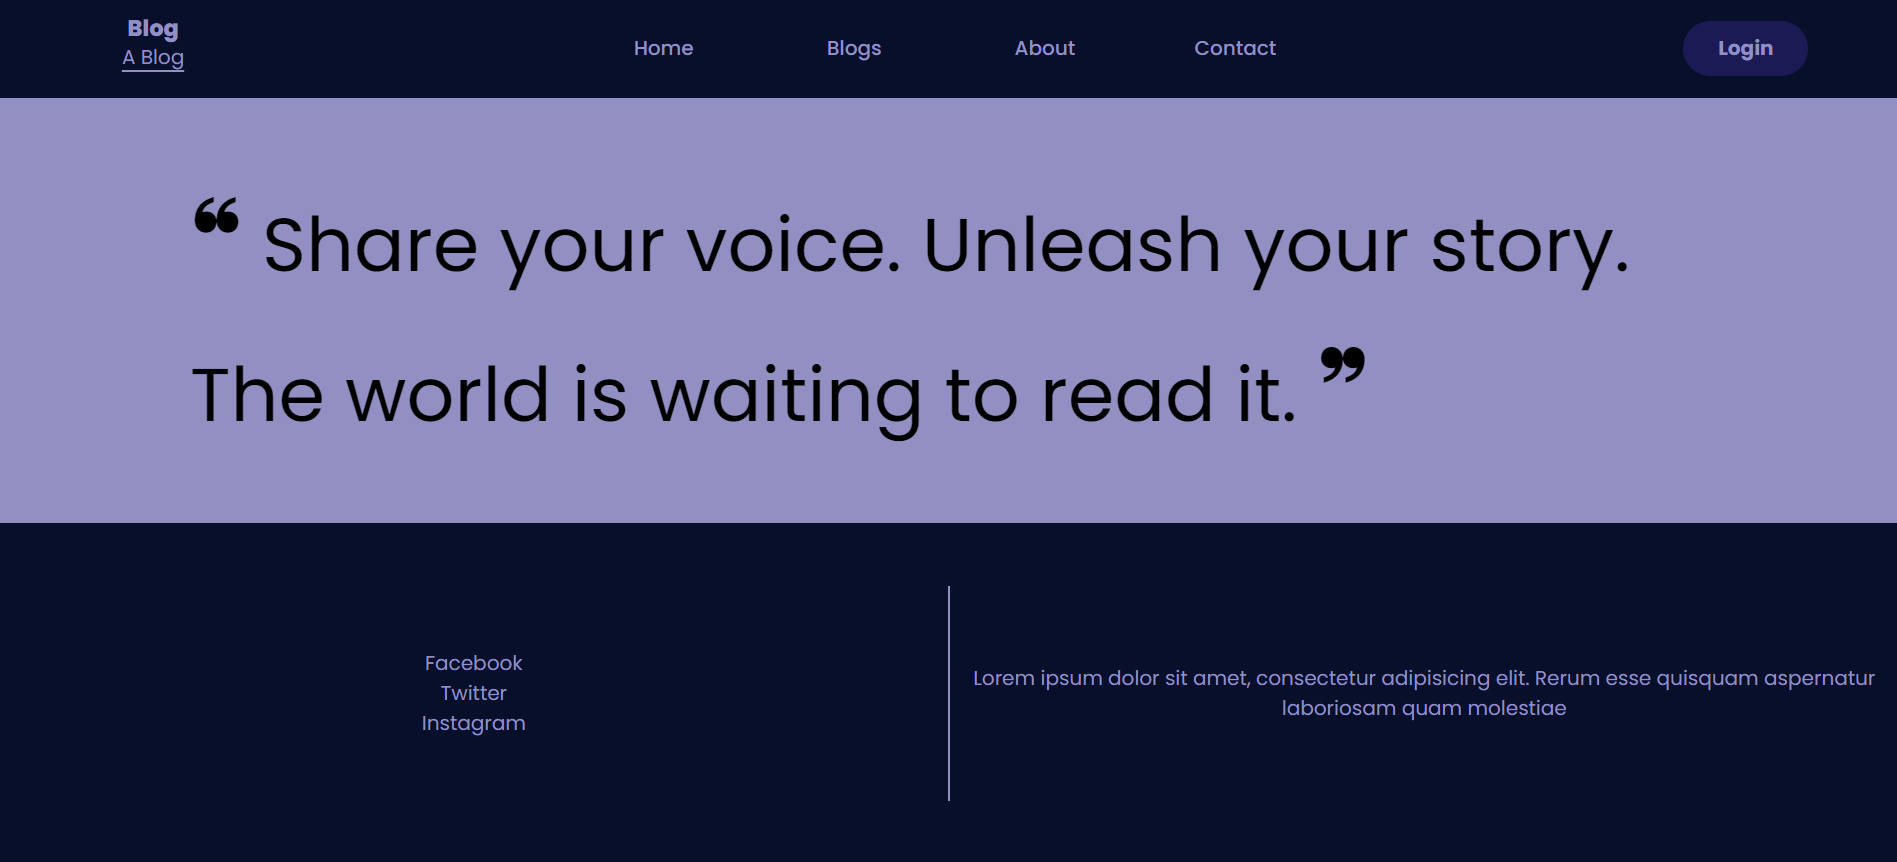 Blog
A Blog
Home
Blogs
About
Contact
Login
❝ Share your voice. Unleash your story.
The world is waiting to read it. ❞
Facebook
Twitter
Instagram
Lorem ipsum dolor sit amet, consectetur adipisicing elit. Rerum esse quisquam aspernatur
laboriosam quam molestiae